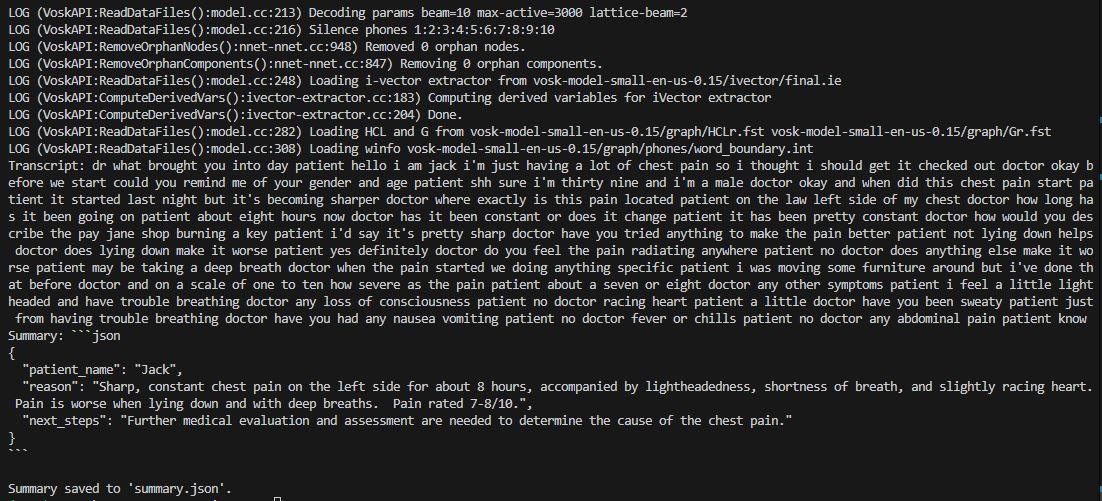 LOG (VoskAPI:ReadDataFiles():model.cc:213) Decoding params beam=10 max-active=3000 lattice-beam=2
LOG (VoskAPI:ReadDataFiles():model.cc:216) Silence phones 1:2:3:4:5:6:7:8:9:10
LOG (VoskAPI:RemoveOrphanNodes():nnet-nnet.cc:948) Removed 0 orphan nodes.
LOG (VoskAPI:RemoveOrphanComponents():nnet-nnet.cc:847) Removing 0 orphan components.
LOG (VoskAPI:ReadDataFiles():model.cc:248) Loading i-vector extractor from vosk-model-small-en-us-0.15/ivector/final.ie
LOG (VoskAPI:ComputeDerivedVars():ivector-extractor.cc:183) Computing derived variables for iVector extractor
LOG (VoskAPI:ComputeDerivedVars():ivector-extractor.cc:204) Done.
LOG (VoskAPI:ReadDataFiles():model.cc:282) Loading HCL and G from vosk-model-small-en-us-0.15/graph/HCLr.fst vosk-model-small-en-us-0.15/graph/Gr.fst
LOG (VoskAPI:ReadDataFiles():model.cc:308) Loading winfo vosk-model-small-en-us-0.15/graph/phones/word_boundary.int
Transcript: dr what brought you into day patient hello i am jack i'm just having a lot of chest pain so i thought i should get it checked out doctor okay b
efore we start could you remind me of your gender and age patient shh sure i'm thirty nine and i'm a male doctor okay and when did this chest pain start pa
tient it started last night but it's becoming sharper doctor where exactly is this pain located patient on the law left side of my chest doctor how long ha
s it been going on patient about eight hours now doctor has it been constant or does it change patient it has been pretty constant doctor how would you des
cribe the pay jane shop burning a key patient i'd say it's pretty sharp doctor have you tried anything to make the pain better patient not lying down helps
doctor does lying down make it worse patient yes definitely doctor do you feel the pain radiating anywhere patient no doctor does anything else make it wo
rse patient may be taking a deep breath doctor when the pain started we doing anything specific patient i was moving some furniture around but i've done th
at before doctor and on a scale of one to ten how severe as the pain patient about a seven or eight doctor any other symptoms patient i feel a little light
headed and have trouble breathing doctor any loss of consciousness patient no doctor racing heart patient a little doctor have you been sweaty patient just
from having trouble breathing doctor have you had any nausea vomiting patient no doctor fever or chills patient no doctor any abdominal pain patient know
Summary: ```json
{
"patient_name": "Jack",
"reason": "Sharp, constant chest pain on the left side for about 8 hours, accompanied by lightheadedness, shortness of breath, and slightly racing heart.
Pain is worse when lying down and with deep breaths.  Pain rated 7-8/10.",
"next_steps": "Further medical evaluation and assessment are needed to determine the cause of the chest pain."
}
```
Summary saved to 'summary.json'.